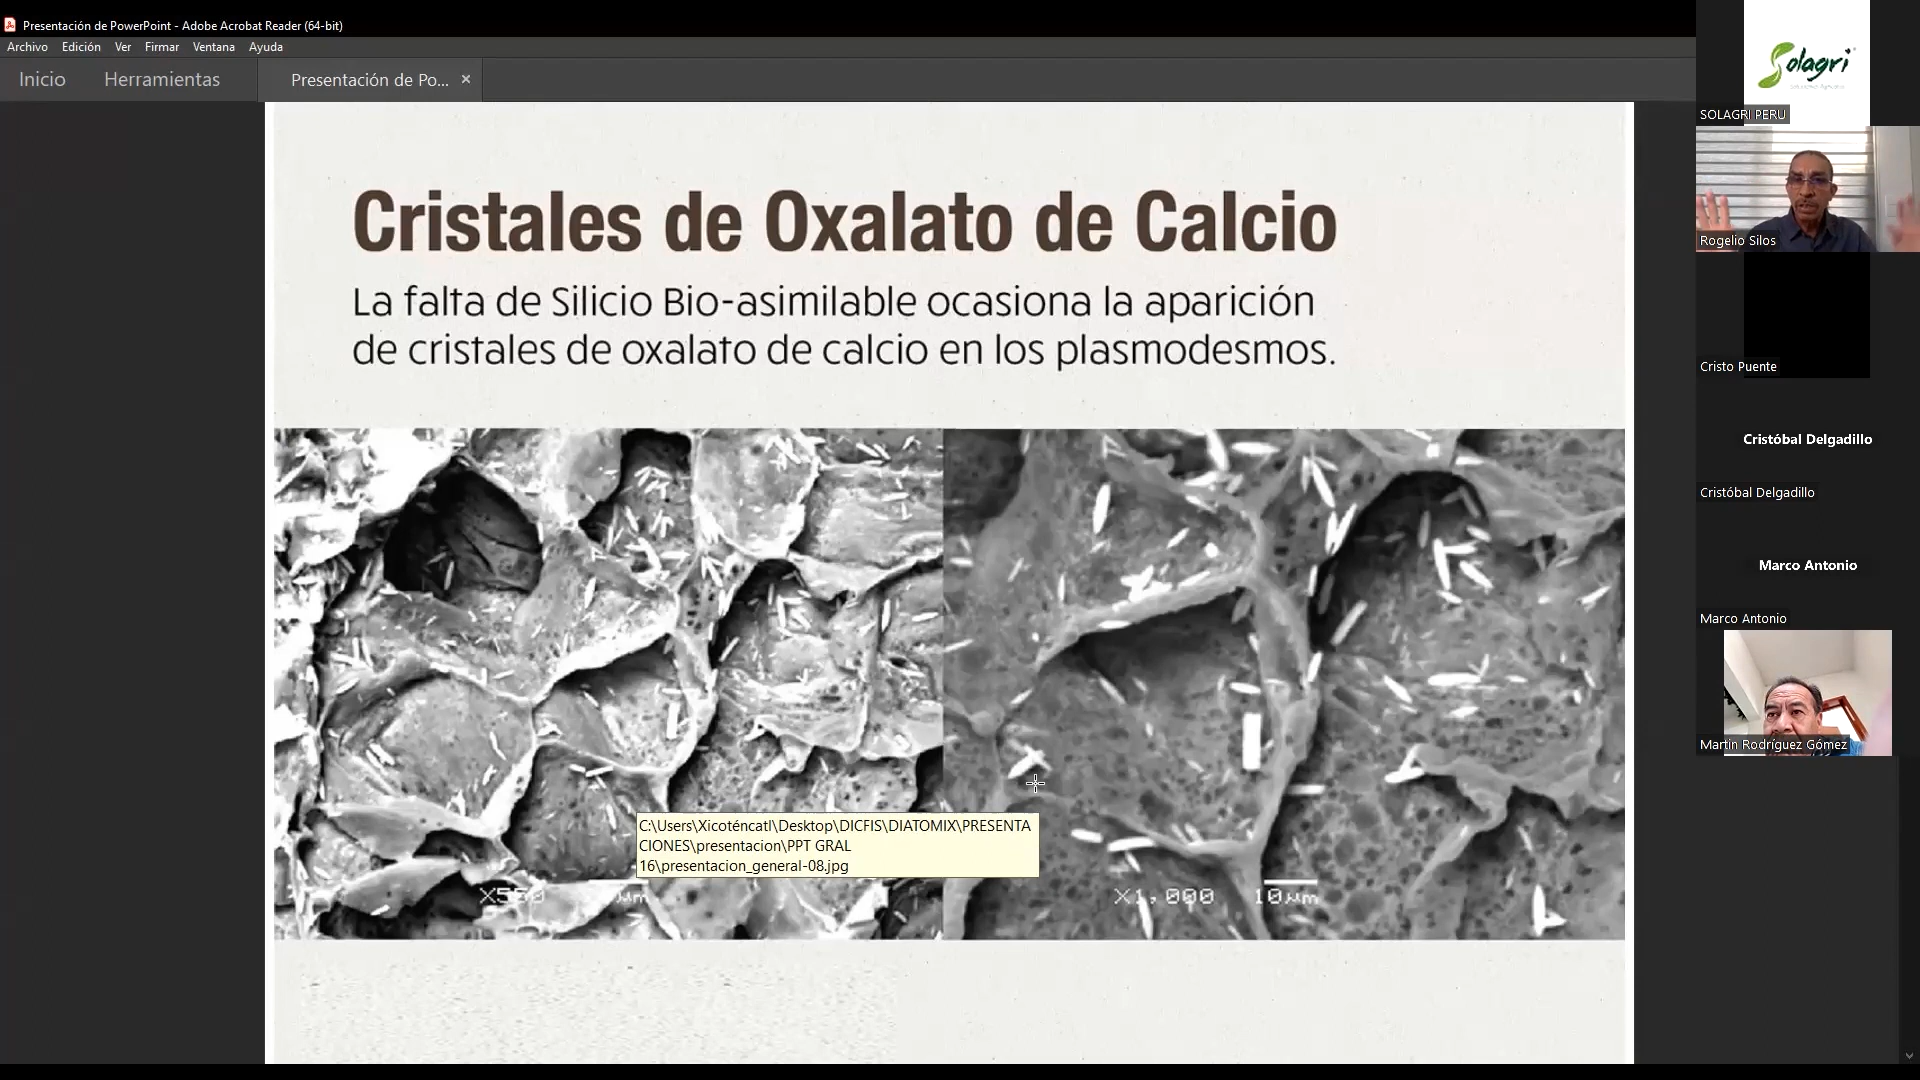 Presentación de PowerPoint - Adobe Acrobat Reader (64-bit)
Archivo Edición Ver Firmar Ventana Ayuda
Inicio Herramientas Presentación de Po... ×
Cristales de Oxalato de Calcio
La falta de Silicio Bio-asimilable ocasiona la aparición
de cristales de oxalato de calcio en los plasmodesmos.
C:\Users\Xicoténcatl\Desktop\DICFIS\DIATOMIX\PRESENTA
CIONES\presentacion\PPT GRAL
16\presentacion_general-08.jpg
X550 μm
X1,000 10μm
Solagri
SOLAGRI PERU
Rogelio Silos
Cristo Puente
Cristóbal Delgadillo
Cristóbal Delgadillo
Marco Antonio
Marco Antonio
Martin Rodríguez Gómez